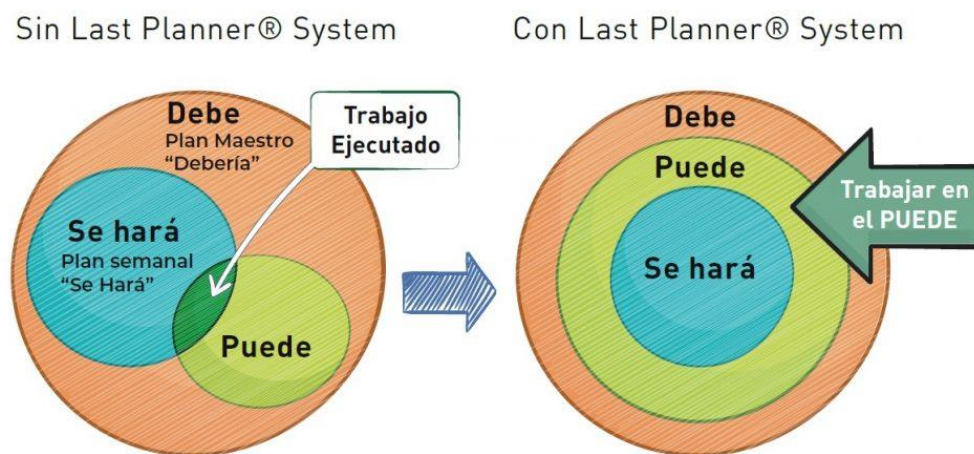 Sin Last Planner® System
Debe
Plan Maestro
“Debería”
Trabajo
Ejecutado
Se hará
Plan semanal
“Se Hará”
Puede
Con Last Planner® System
Debe
Puede
Se hará
Trabajar en
el PUEDE